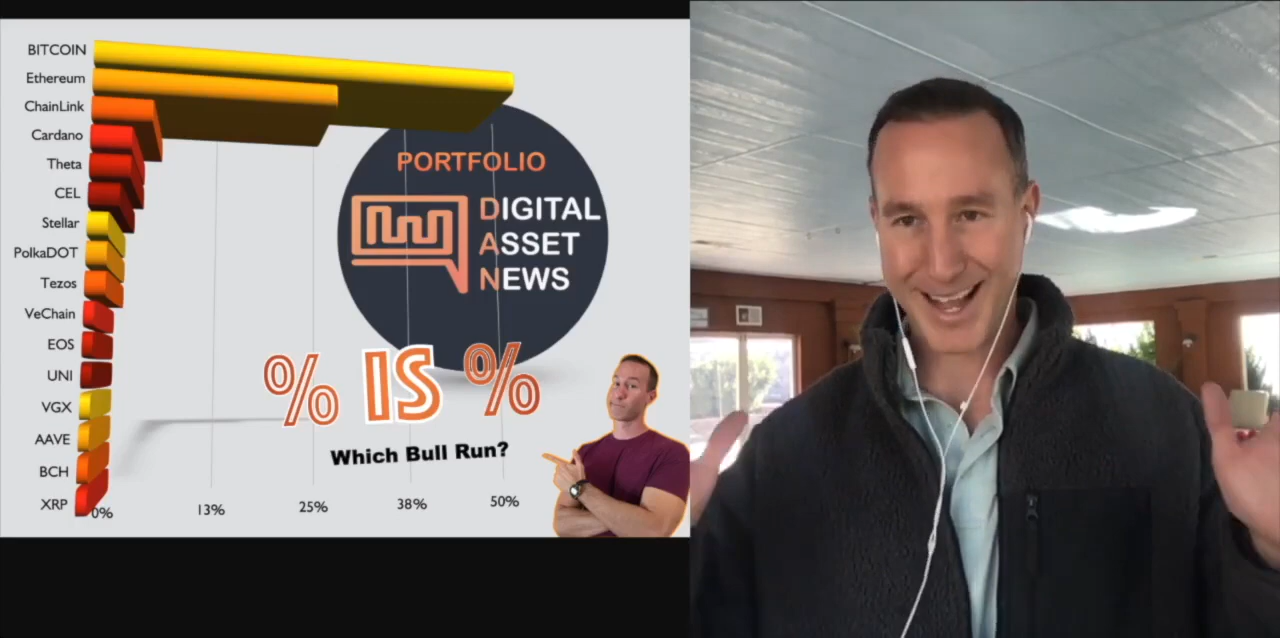 BITCOIN
Ethereum
ChainLink
Cardano
Theta
CEL
Stellar
PolkaDOT
Tezos
VeChain
EOS
UNI
VGX
AAVE
BCH
XRP
0%
13%
25%
38%
50%
PORTFOLIO
DIGITAL
ASSET
NEWS
% IS %
Which Bull Run?